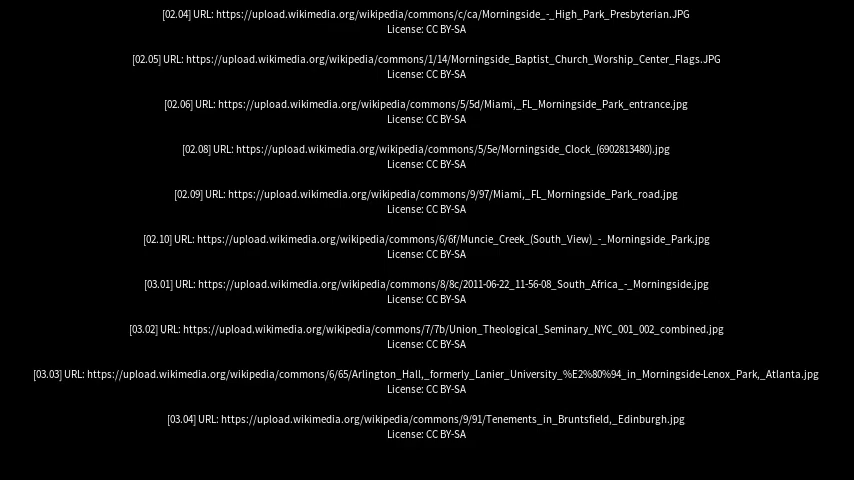 [02.04] URL: https://upload.wikimedia.org/wikipedia/commons/c/ca/Morningside_-_High_Park_Presbyterian.JPG
License: CC BY-SA
[02.05] URL: https://upload.wikimedia.org/wikipedia/commons/1/14/Morningside_Baptist_Church_Worship_Center_Flags.JPG
License: CC BY-SA
[02.06] URL: https://upload.wikimedia.org/wikipedia/commons/5/5d/Miami,_FL_Morningside_Park_entrance.jpg
License: CC BY-SA
[02.08] URL: https://upload.wikimedia.org/wikipedia/commons/5/5e/Morningside_Clock_(6902813480).jpg
License: CC BY-SA
[02.09] URL: https://upload.wikimedia.org/wikipedia/commons/9/97/Miami,_FL_Morningside_Park_road.jpg
License: CC BY-SA
[02.10] URL: https://upload.wikimedia.org/wikipedia/commons/6/6f/Muncie_Creek_(South_View)_-_Morningside_Park.jpg
License: CC BY-SA
[03.01] URL: https://upload.wikimedia.org/wikipedia/commons/8/8c/2011-06-22_11-56-08_South_Africa_-_Morningside.jpg
License: CC BY-SA
[03.02] URL: https://upload.wikimedia.org/wikipedia/commons/7/7b/Union_Theological_Seminary_NYC_001_002_combined.jpg
License: CC BY-SA
[03.03] URL: https://upload.wikimedia.org/wikipedia/commons/6/65/Arlington_Hall,_formerly_Lanier_University_%E2%80%94_in_Morningside-Lenox_Park,_Atlanta.jpg
License: CC BY-SA
[03.04] URL: https://upload.wikimedia.org/wikipedia/commons/9/91/Tenements_in_Bruntsfield,_Edinburgh.jpg
License: CC BY-SA